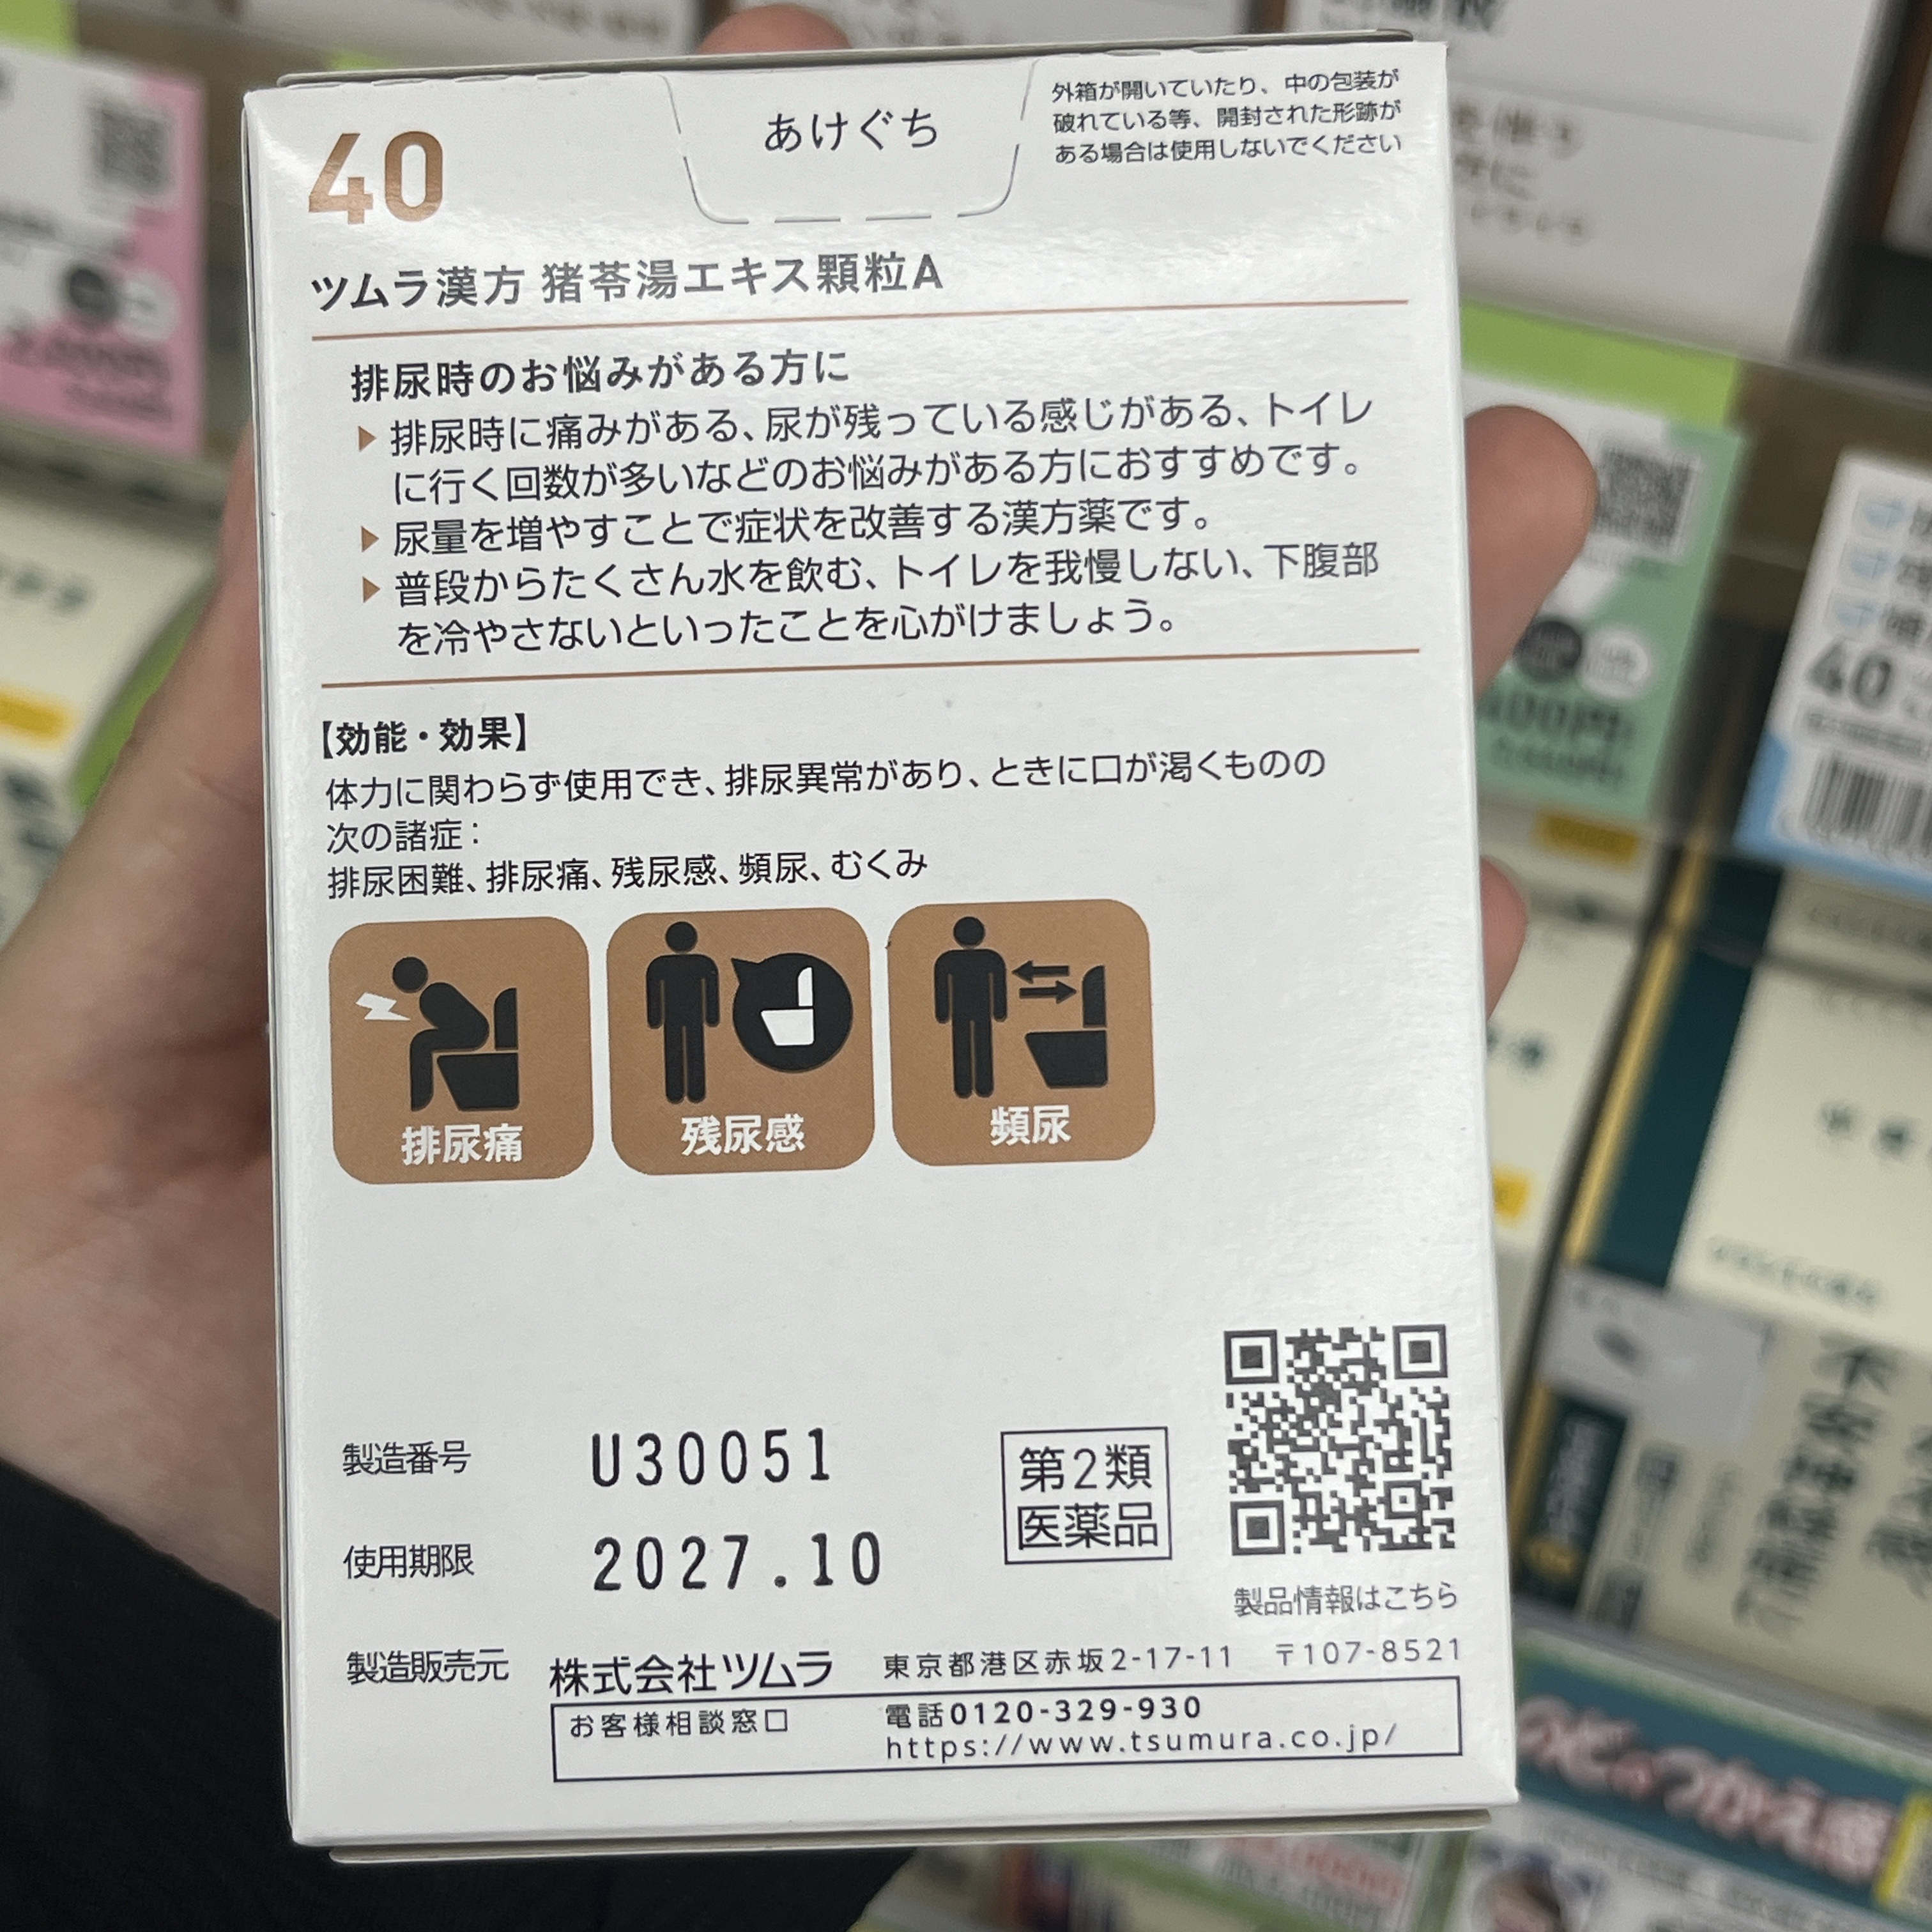 あけぐち
外箱が開いていたり、中の包装が
破れている等、開封された形跡が
ある場合は使用しないでください
40
ツムラ漢方 猪苓湯エキス顆粒A
排尿時のお悩みがある方に
排尿時に痛みがある、尿が残っている感じがある、トイレ
に行く回数が多いなどのお悩みがある方におすすめです。
尿量を増やすことで症状を改善する漢方薬です。
普段からたくさん水を飲む、トイレを我慢しない、下腹部
を冷やさないといったことを心がけましょう。
【効能・効果】
体力に関わらず使用でき、排尿異常があり、ときに口が渇くものの
次の諸症:
排尿困難、排尿痛、残尿感、頻尿、むくみ
排尿痛
残尿感
頻尿
製造番号 U30051
使用期限 2027.10
第2類
医薬品
製品情報はこちら
製造販売元 株式会社ツムラ 東京都港区赤坂2-17-11 〒107-8521
お客様相談窓口 電話0120-329-930
https://www.tsumura.co.jp/
40
のどのつかえ感